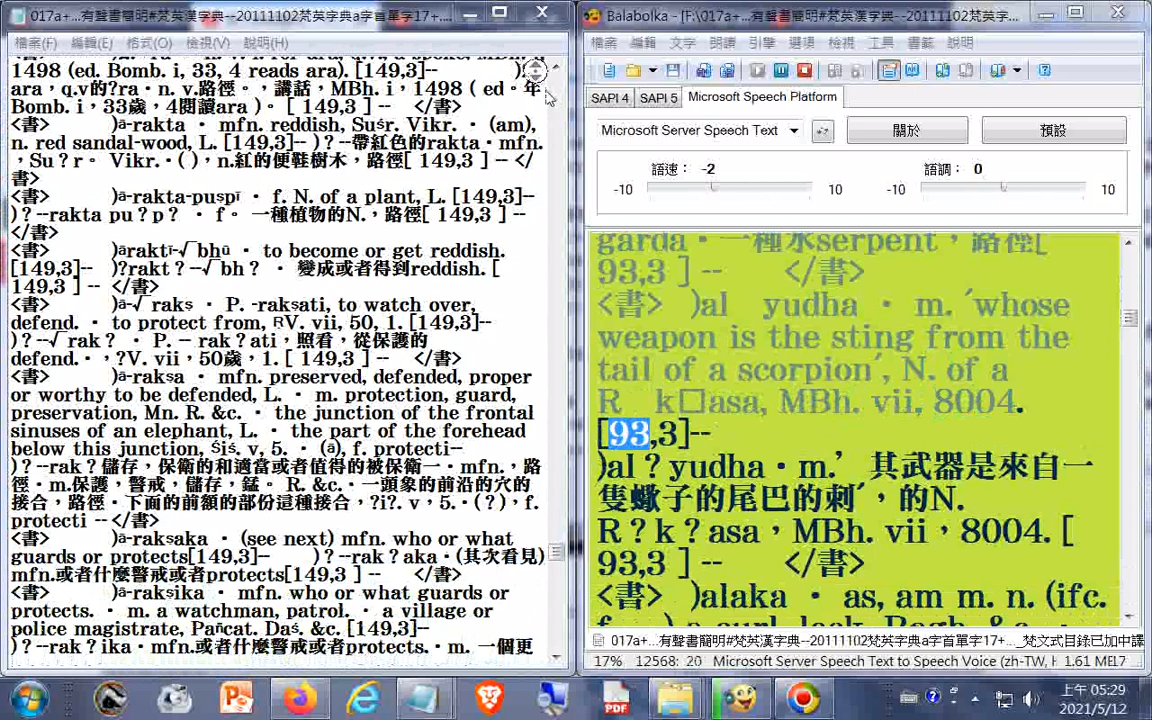 017a+...有聲書簡明#梵英漢字典--20111102梵英字典a字首單字17+...
檔案(F) 編輯(E) 格式(O) 檢視(V) 說明(H)
1498 (ed. Bomb. i, 33, 4 reads ara). [149,3]-- )?
ara，q.v的?ra · n. v.路徑。，講話，MBh. i，1498 ( ed。年
Bomb. i，33歲，4閱讀ara )。 [ 149,3 ] -- </書>
<書> )ā-rakta · mfn. reddish, Suśr. Vikr. · (am),
n. red sandal-wood, L. [149,3]-- )? --帶紅色的rakta · mfn.
，Su ? r。 Vikr. · ( )，n.紅的便鞋樹木，路徑[ 149,3 ] -- </
書>
<書> )ā-rakta-puṣpī · f. N. of a plant, L. [149,3]--
)? --rakta pu ? p ? · f。 一種植物的N.，路徑[ 149,3 ] --
</書>
<書> )āraktī-√ bhū · to become or get reddish.
[149,3]-- )?rakt ? --√ bh ? · 變成或者得到reddish. [
149,3 ] -- </書>
<書> )ā-√ rakṣ · P. -rakṣati, to watch over,
defend. · to protect from, RV. vii, 50, 1. [149,3]--
)? --√ rak ? · P. – rak ? ati，照看，從保護的
defend. · ，?V. vii，50歲，1. [ 149,3 ] -- </書>
<書> )ā-rakṣa · mfn. preserved, defended, proper
or worthy to be defended, L. · m. protection, guard,
preservation, Mn. R. &c. · the junction of the frontal
sinuses of an elephant, L. · the part of the forehead
below this junction, Śiś. v, 5. · (ā), f. protecti--
)? --rak ? 儲存，保衛的和適當或者值得的被保衛一 · mfn.，路
徑 · m.保護，警戒，儲存，錳。 R. &c. · 一頭象的前沿的穴的
接合，路徑 · 下面的前額的部份這種接合，?i?. v，5. · ( ? )，f.
protecti -- </書>
<書> )ā-rakṣaka · (see next) mfn. who or what
guards or protects[149,3]-- )? --rak ? aka · (其次看見)
mfn.或者什麼警戒或者protects[149,3 ] -- </書>
<書> )ā-rakṣika · mfn. who or what guards or
protects. · m. a watchman, patrol. · a village or
police magistrate, Pañcat. Daś. &c. [149,3]--
)? --rak ? ika · mfn.或者什麼警戒或者protects. · m. 一個更
Balabolka - [F:\017a+...有聲書簡明#梵英漢字典--20111102梵英字典a字首單字17+...
檔案 編輯 文字 朗讀 引擎 選項 檢視 工具 書籤 說明
SAPI 4 SAPI 5 Microsoft Speech Platform
Microsoft Server Speech Text 關於 預設
語速： -2 語調： 0
-10 10 -10 10
garda · 一種水serpent，路徑[
93,3 ] -- </書>
<書> )al yudha · m. ´whose
weapon is the sting from the
tail of a scorpion´, N. of a
R k□asa, MBh. vii, 8004.
[93,3]--
)al ? yudha · m.’ 其武器是來自一
隻蠍子的尾巴的刺´，的N.
R ? k ? asa，MBh. vii，8004. [
93,3 ] -- </書>
<書> )alaka · as, am m. n. (ifc.
f. ) a curl, lock, Ragh. &c.
017a+...有聲書簡明#梵英漢字典--20111102梵英字典a字首單字17+..._梵文式目錄已加中譯
17% 12568: 20 Microsoft Server Speech Text to Speech Voice (zh-TW, H 1.61
上午 05:29
2021/5/12